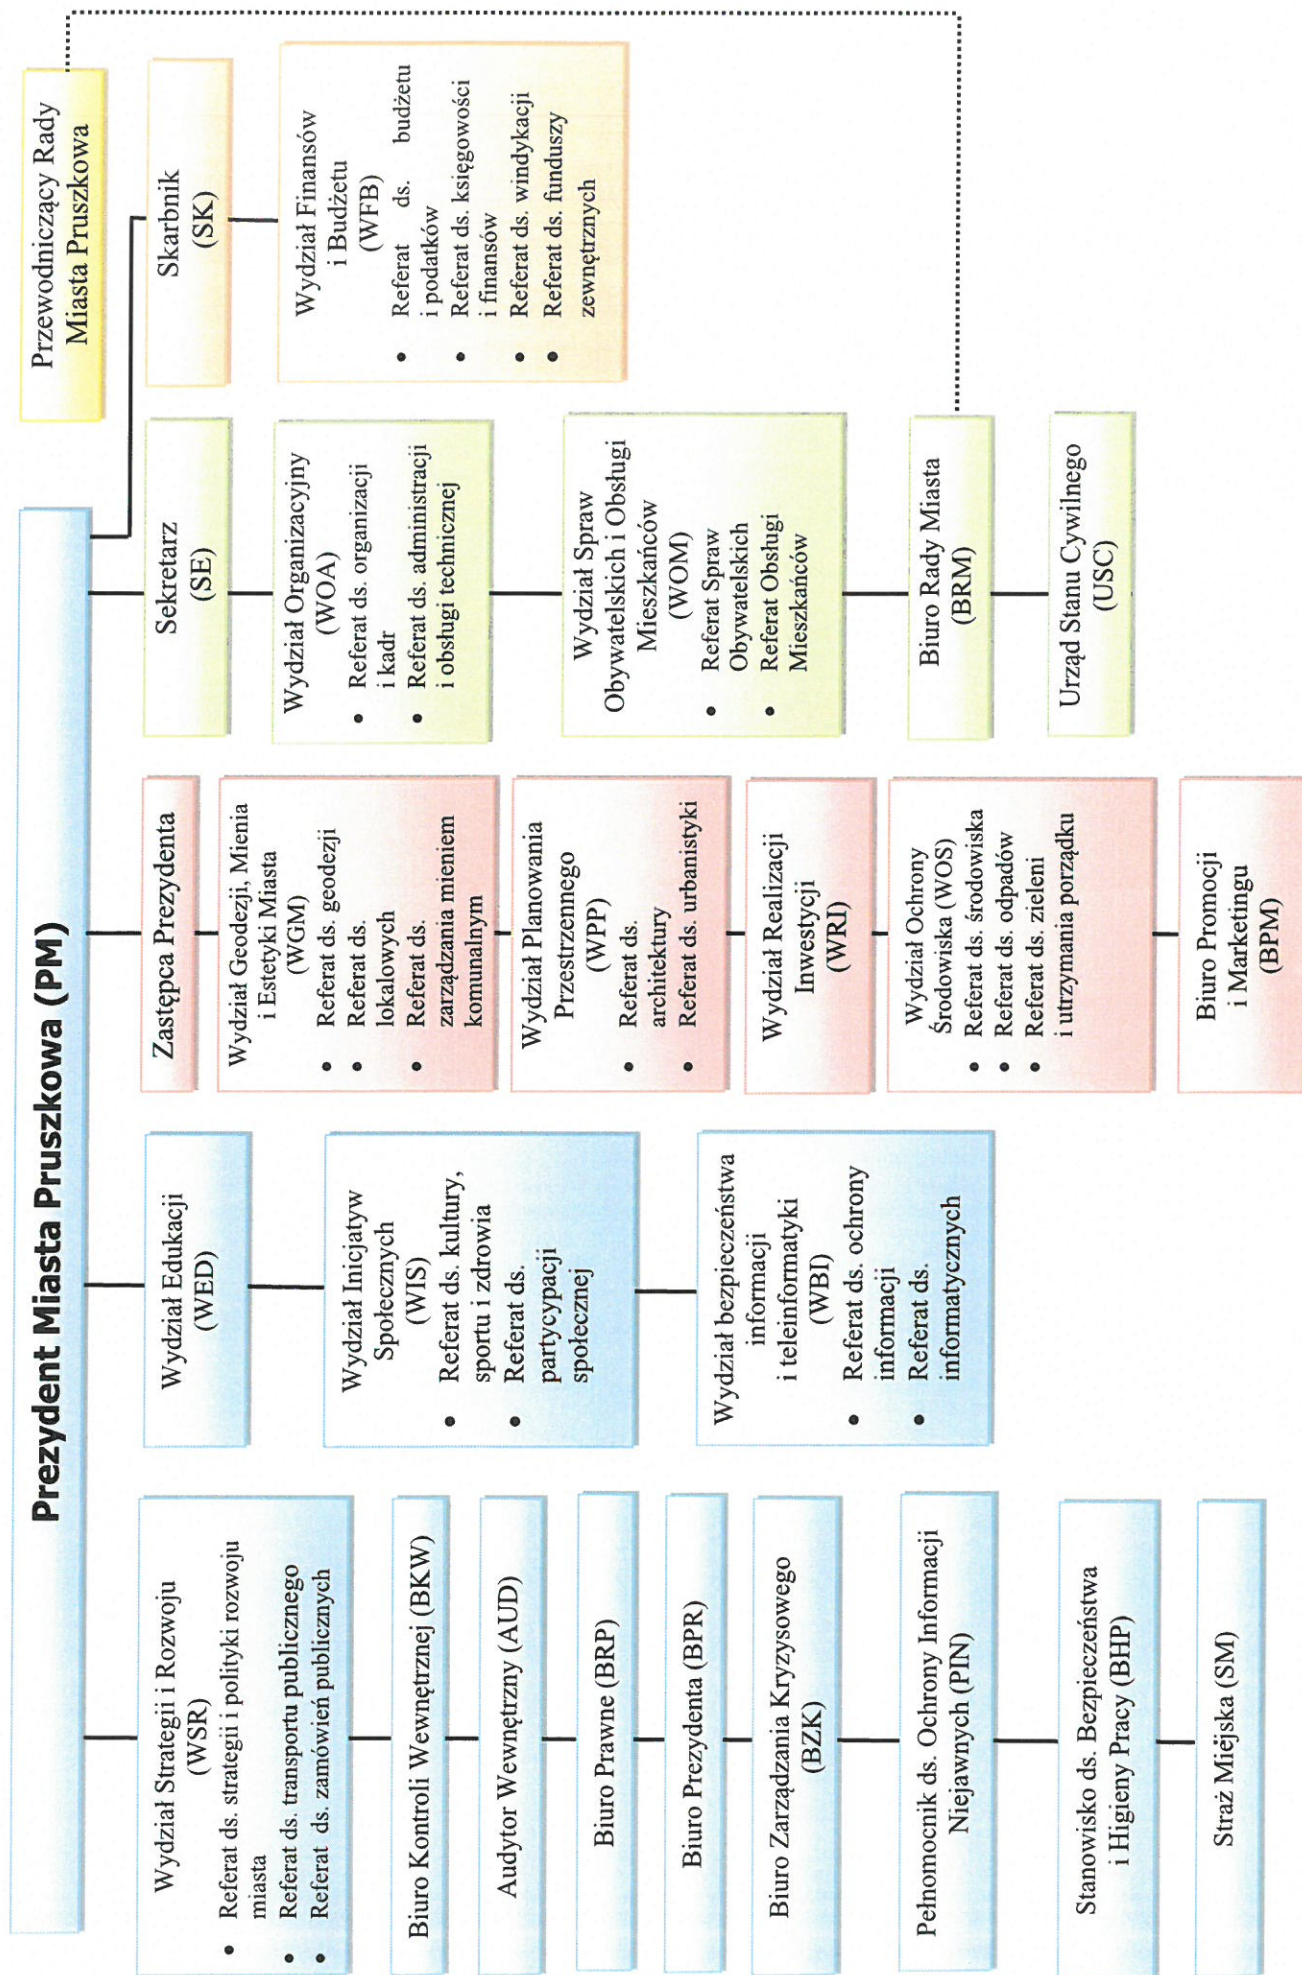 Prezydent Miasta Pruszkowa (PM)
Przewodniczący Rady
Miasta Pruszkowa
Wydział Strategii i Rozwoju
(WSR)
• Referat ds. strategii i polityki rozwoju
miasta
• Referat ds. transportu publicznego
• Referat ds. zamówień publicznych
Biuro Kontroli Wewnętrznej (BKW)
Audytor Wewnętrzny (AUD)
Biuro Prawne (BRP)
Biuro Prezydenta (BPR)
Biuro Zarządzania Kryzysowego
(BZK)
Pełnomocnik ds. Ochrony Informacji
Niejawnych (PIN)
Stanowisko ds. Bezpieczeństwa
i Higieny Pracy (BHP)
Straż Miejska (SM)
Wydział Edukacji
(WED)
Wydział Inicjatyw
Społecznych
(WIS)
• Referat ds. kultury,
sportu i zdrowia
• Referat ds.
partycypacji
społecznej
Wydział bezpieczeństwa
informacji
i teleinformatyki
(WBI)
• Referat ds. ochrony
informacji
• Referat ds.
informatycznych
Zastępca Prezydenta
Wydział Geodezji, Mienia
i Estetyki Miasta
(WGM)
• Referat ds. geodezji
• Referat ds.
lokalowych
• Referat ds.
zarządzania mieniem
komunalnym
Wydział Planowania
Przestrzennego
(WPP)
• Referat ds.
architektury
• Referat ds. urbanistyki
Wydział Realizacji
Inwestycji
(WRI)
Wydział Ochrony
Środowiska (WOS)
• Referat ds. środowiska
• Referat ds. odpadów
• Referat ds. zieleni
i utrzymania porządku
Biuro Promocji
i Marketingu
(BPM)
Sekretarz
(SE)
Wydział Organizacyjny
(WOA)
• Referat ds. organizacji
i kadr
• Referat ds. administracji
i obsługi technicznej
Wydział Spraw
Obywatelskich i Obsługi
Mieszkańców
(WOM)
• Referat Spraw
Obywatelskich
• Referat Obsługi
Mieszkańców
Biuro Rady Miasta
(BRM)
Urząd Stanu Cywilnego
(USC)
Skarbnik
(SK)
Wydział Finansów
i Budżetu
(WFB)
• Referat ds. budżetu
i podatków
• Referat ds. księgowości
i finansów
• Referat ds. windykacji
• Referat ds. funduszy
zewnętrznych